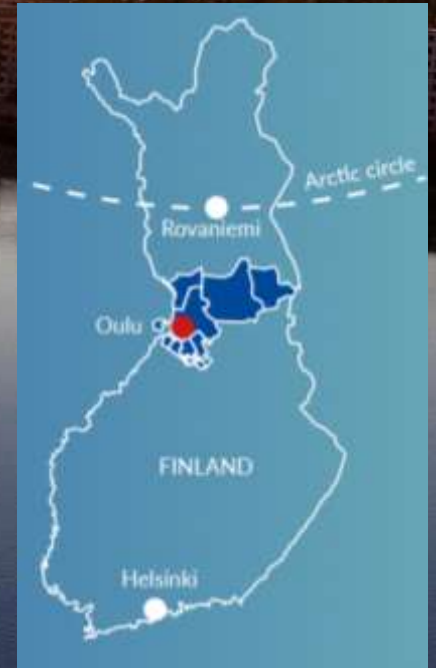 Arctic circle
Rovaniemi
Oulu
FINLAND
Helsinki